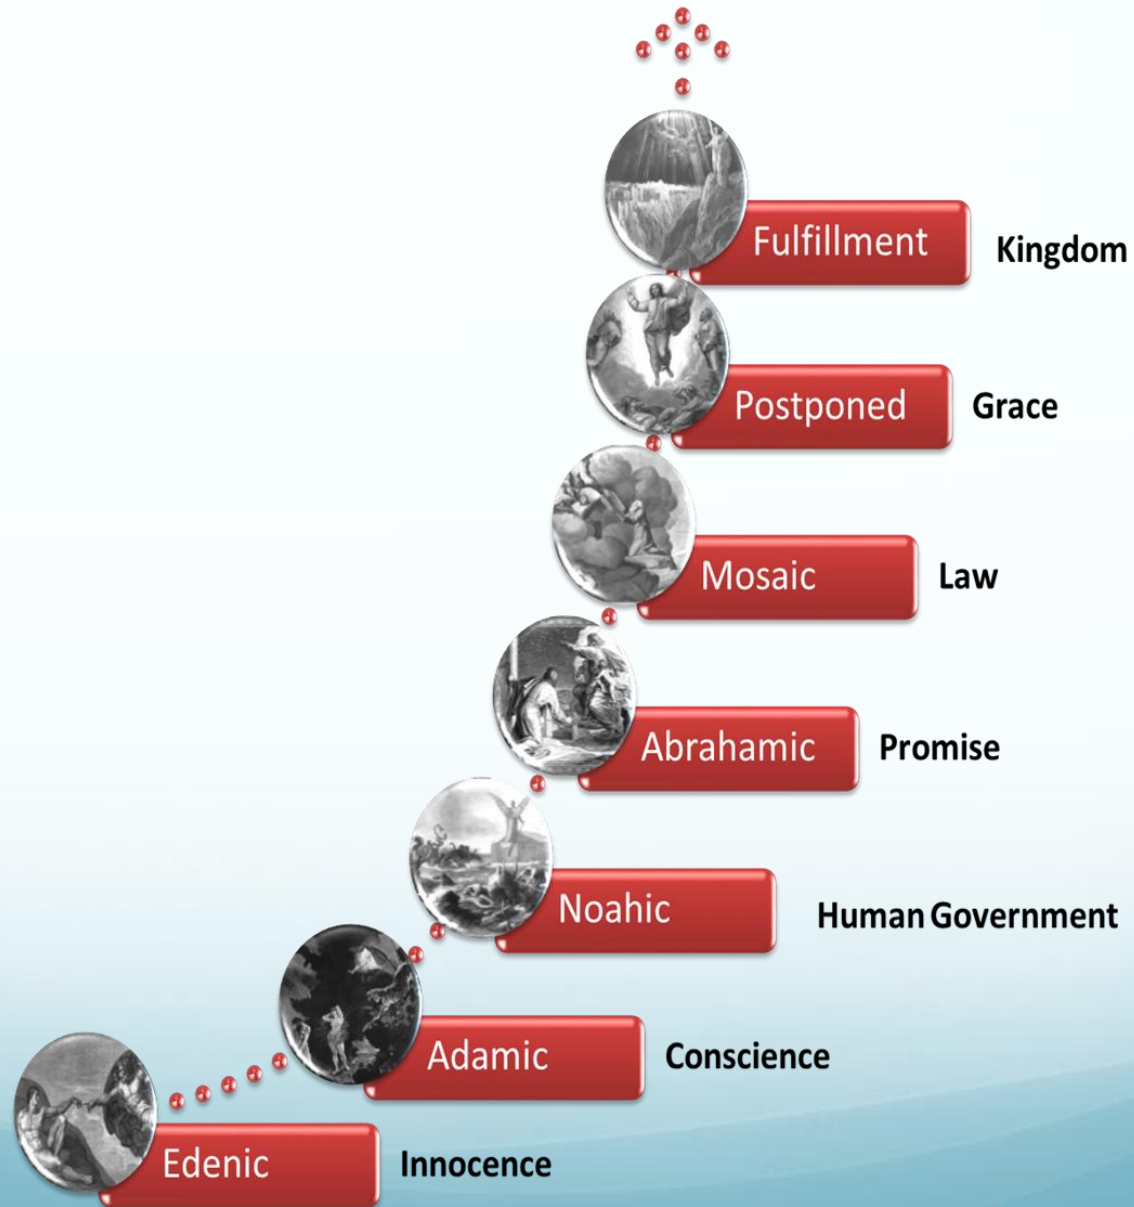 Fulfillment Kingdom
Postponed Grace
Mosaic Law
Abrahamic Promise
Noahic Human Government
Adamic Conscience
Edenic Innocence